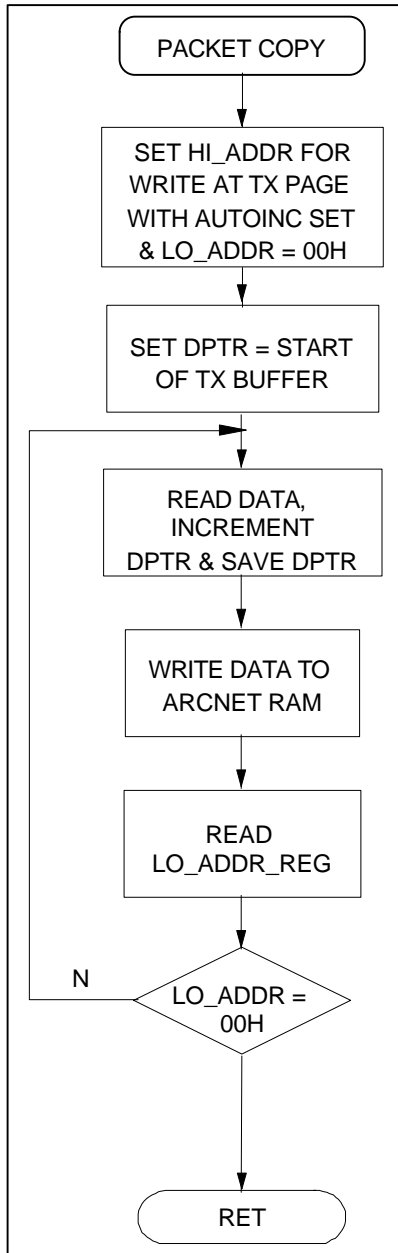 PACKET COPY
SET HI_ADDR FOR
WRITE AT TX PAGE
WITH AUTOINC SET
& LO_ADDR = 00H
SET DPTR = START
OF TX BUFFER
READ DATA,
INCREMENT
DPTR & SAVE DPTR
WRITE DATA TO
ARCNET RAM
READ
LO_ADDR_REG
N
LO_ADDR =
00H
RET